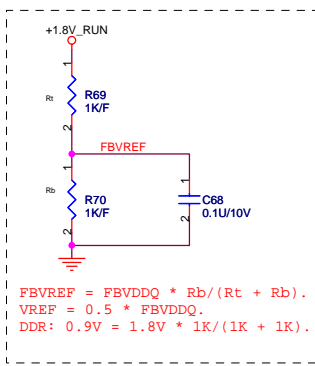 +1.8V_RUN
1
Rt
R69
1K/F
2
FBVREF
1
Rb
R70
1K/F
2
1
C68
0.1U/10V
2
FBVREF = FBVDDQ * Rb/(Rt + Rb).
VREF = 0.5 * FBVDDQ.
DDR: 0.9V = 1.8V * 1K/(1K + 1K).